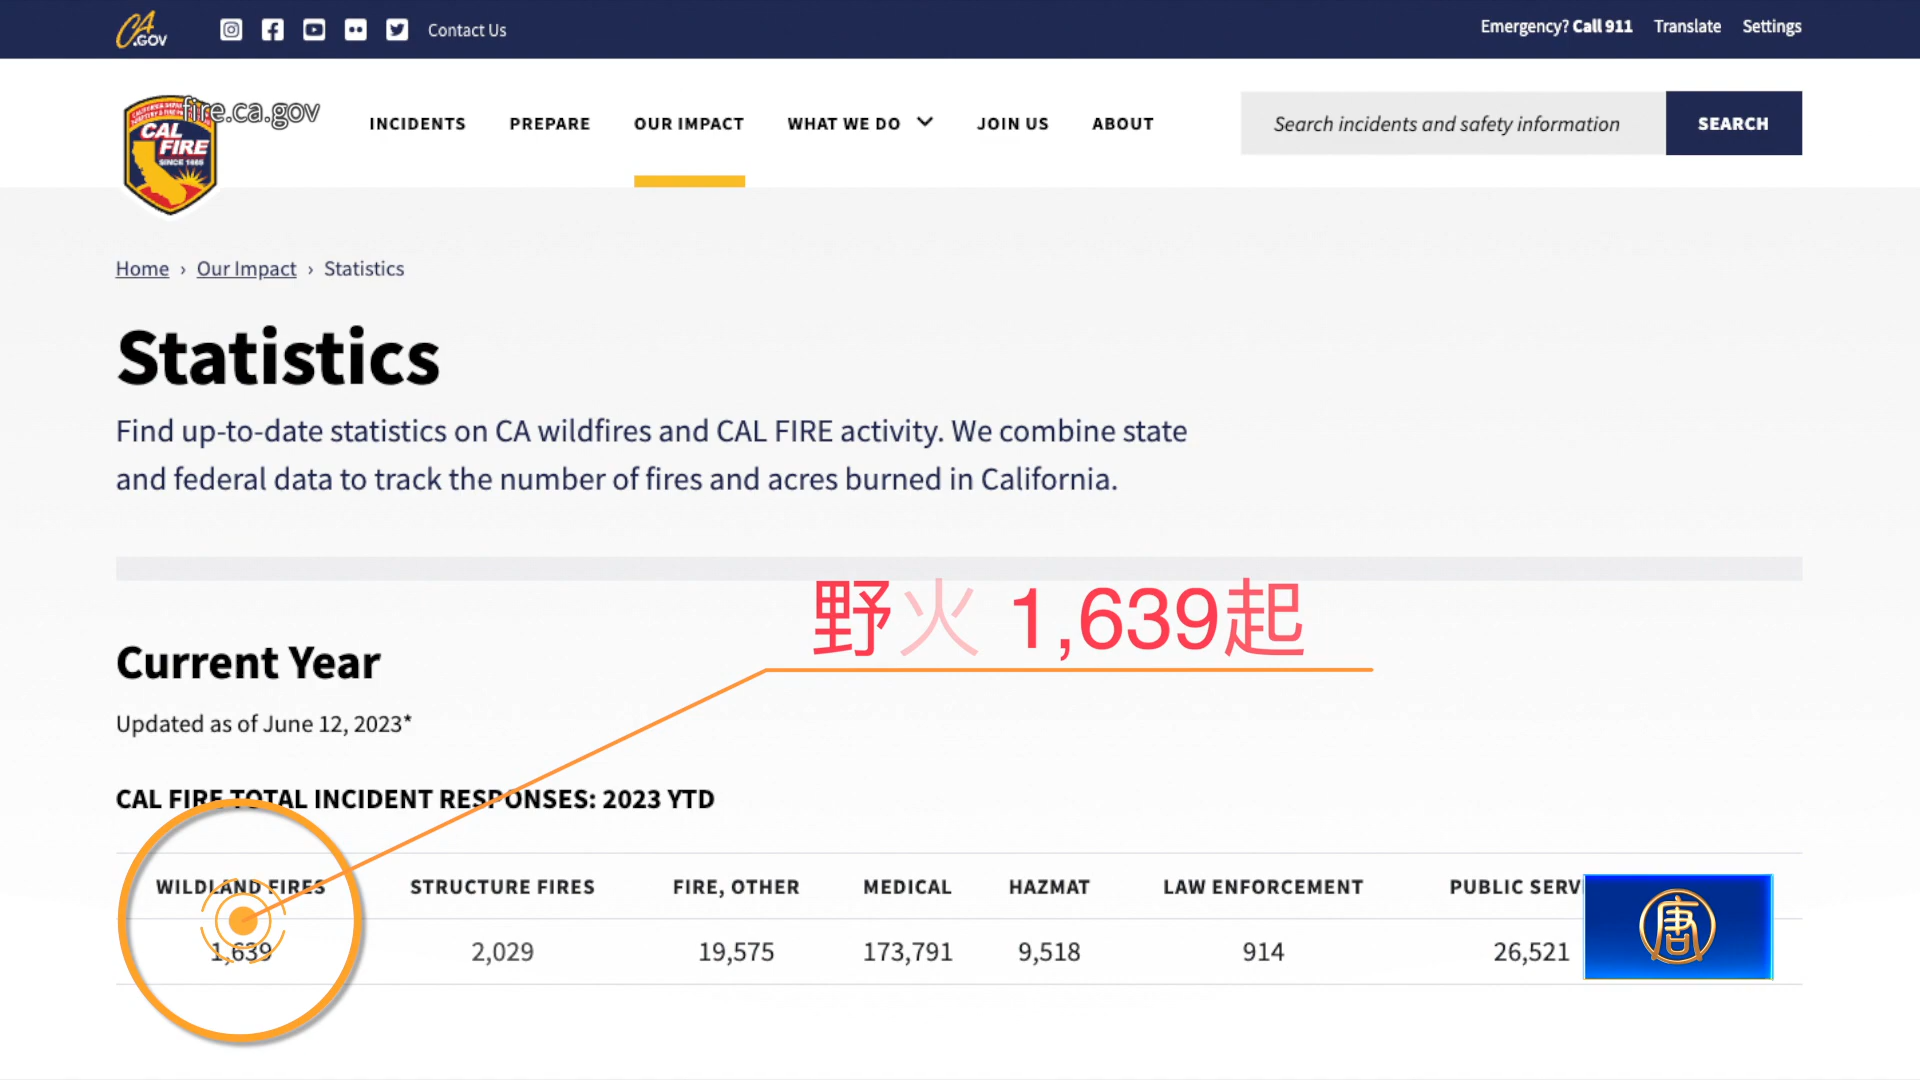 CA.GOV
Contact Us
Emergency? Call 911 Translate Settings
fire.ca.gov
CAL FIRE
SINCE 1885
INCIDENTS PREPARE OUR IMPACT WHAT WE DO JOIN US ABOUT
Search incidents and safety information SEARCH
Home › Our Impact › Statistics
Statistics
Find up-to-date statistics on CA wildfires and CAL FIRE activity. We combine state
and federal data to track the number of fires and acres burned in California.
野火 1,639起
Current Year
Updated as of June 12, 2023*
CAL FIRE TOTAL INCIDENT RESPONSES: 2023 YTD
WILDLAND FIRES STRUCTURE FIRES FIRE, OTHER MEDICAL HAZMAT LAW ENFORCEMENT PUBLIC SERV
1,639 2,029 19,575 173,791 9,518 914 26,521
唐